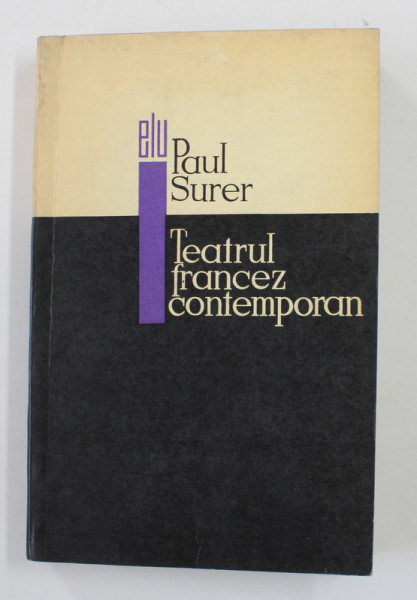 elu
Paul
Surer
Teatrul
francez
contemporan